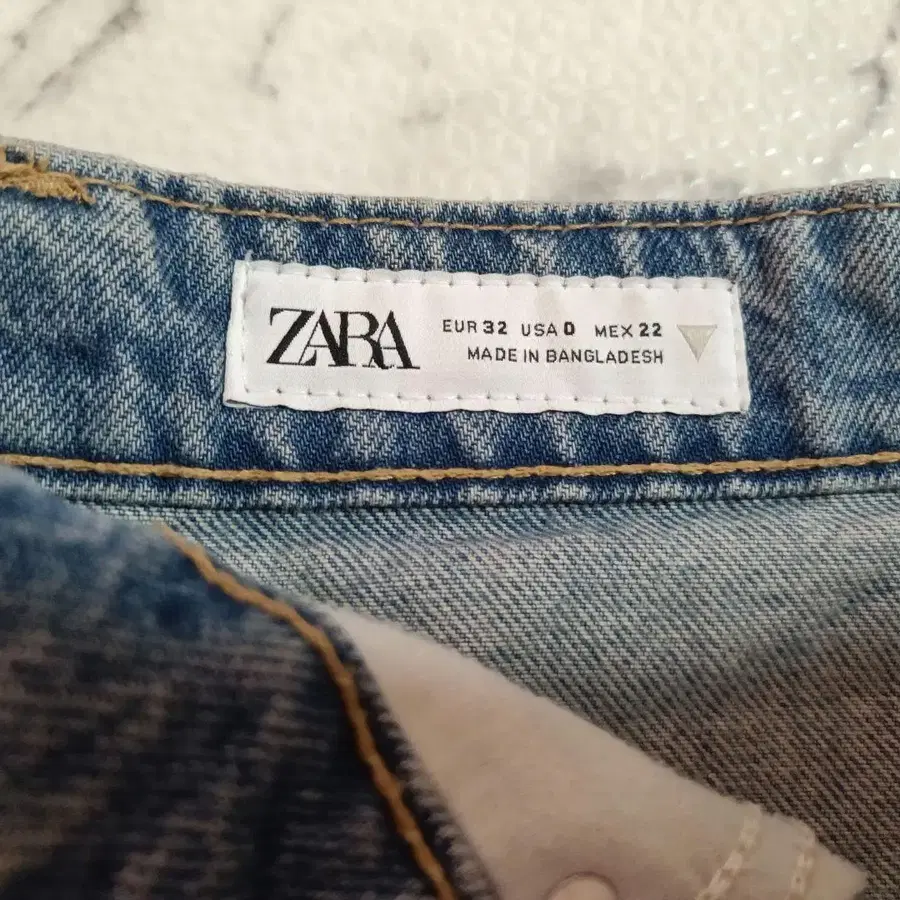 ZARA
EUR 32 USA 0 MEX 22
MADE IN BANGLADESH